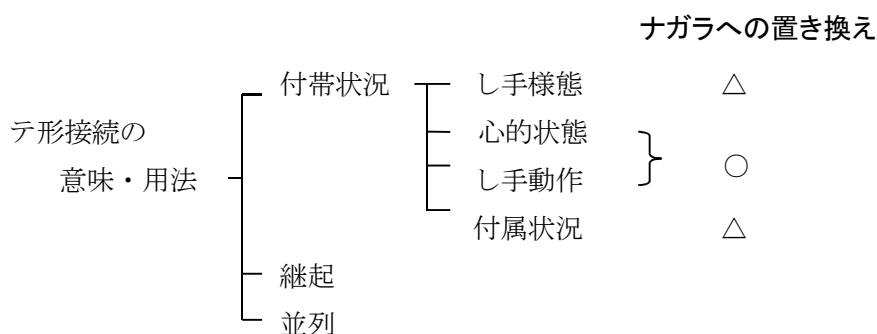 ナガラへの置き換え
付帯状況 し手様態 △
テ形接続の 心的状態
意味・用法 し手動作 ○
付属状況 △
継起
並列